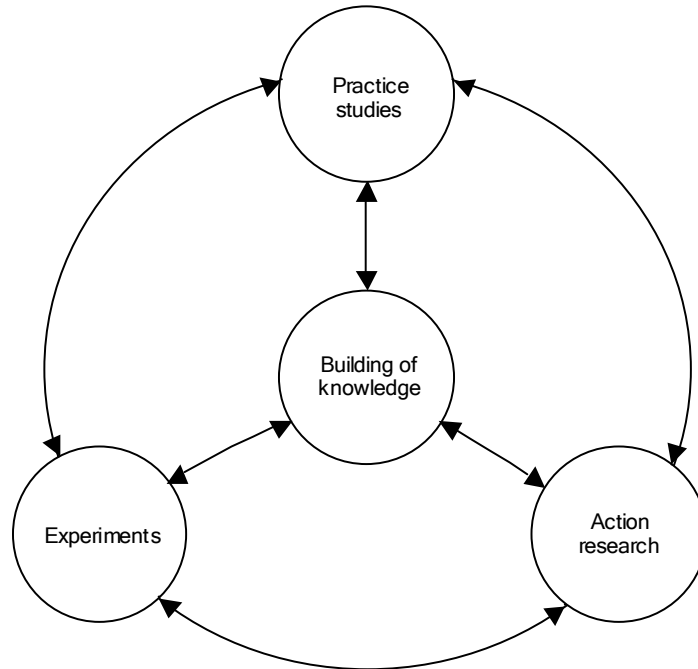 Practice
studies
Building of
knowledge
Experiments
Action
research